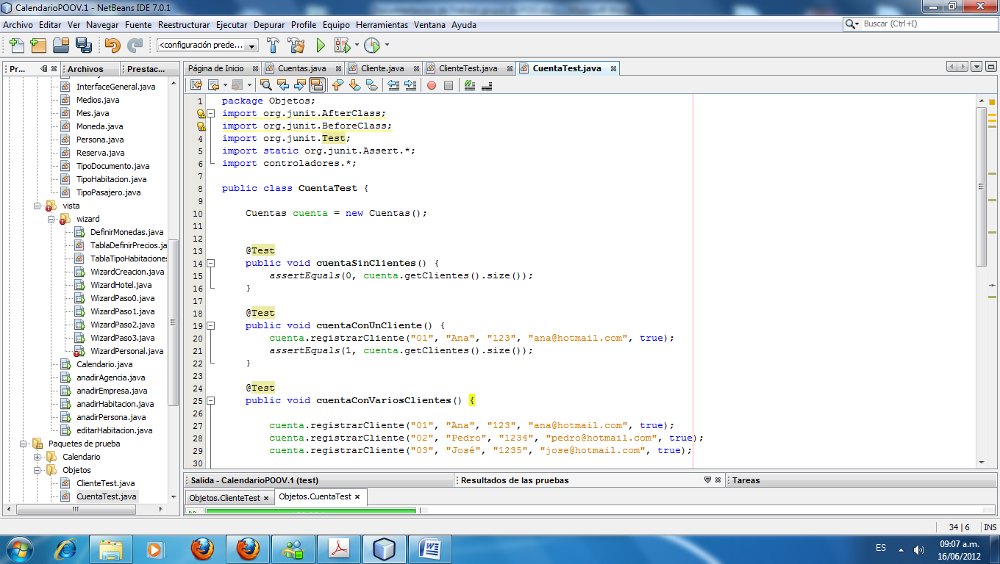 CalendarioPOOV.1 - NetBeans IDE 7.0.1
Archivo Editar Ver Navegar Fuente Reestructurar Ejecutar Depurar Profile Equipo Herramientas Ventana Ayuda
Buscar (Ctrl+I)
<configuración prede...
Pr... Archivos Prestac...
Página de Inicio Cuentas.java Cliente.java ClienteTest.java CuentaTest.java
InterfaceGeneral.java
Medios.java
Mes.java
Moneda.java
Persona.java
Reserva.java
TipoDocumento.java
TipoHabitacion.java
TipoPasajero.java
vista
wizard
DefinirMonedas.java
TablaDefinirPrecios.ja
TablaTipoHabitaciones
WizardCreacion.java
WizardHotel.java
WizardPaso0.java
WizardPaso1.java
WizardPaso2.java
WizardPaso3.java
WizardPersonal.java
Calendario.java
anadirAgencia.java
anadirEmpresa.java
anadirHabitacion.java
anadirPersona.java
editarHabitacion.java
Paquetes de prueba
Calendario
Objetos
ClienteTest.java
CuentaTest.java
1 package Objetos;
import org.junit.AfterClass;
import org.junit.BeforeClass;
4 import org.junit.Test;
5 import static org.junit.Assert.*;
6 import controladores.*;
7
8 public class CuentaTest {
9
10 Cuentas cuenta = new Cuentas();
11
12
13 @Test
14 public void cuentaSinClientes() {
15 assertEquals(0, cuenta.getClientes().size());
16 }
17
18 @Test
19 public void cuentaConUnCliente() {
20 cuenta.registrarCliente("01", "Ana", "123", "ana@hotmail.com", true);
21 assertEquals(1, cuenta.getClientes().size());
22 }
23
24 @Test
25 public void cuentaConVariosClientes() {
26
27 cuenta.registrarCliente("01", "Ana", "123", "ana@hotmail.com", true);
28 cuenta.registrarCliente("02", "Pedro", "1234", "pedro@hotmail.com", true);
29 cuenta.registrarCliente("03", "José", "1235", "jose@hotmail.com", true);
30
Salida - CalendarioPOOV.1 (test) Resultados de las pruebas Tareas
Objetos.ClienteTest Objetos.CuentaTest
34 | 6 INS
ES 09:07 a.m.
16/06/2012